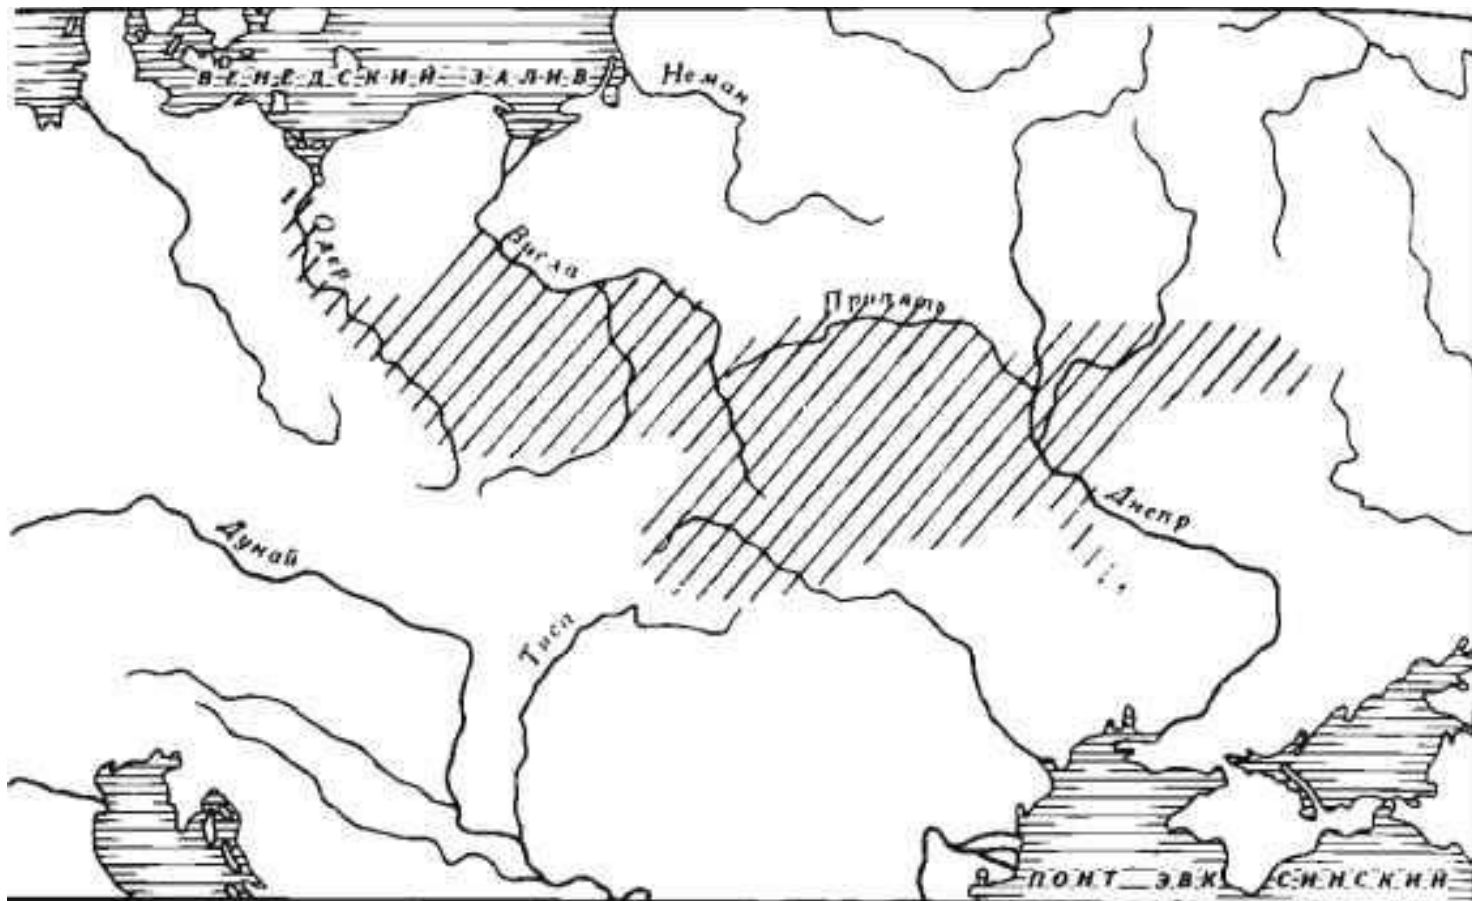 ВЕНЕДСКИЙ ЗАЛИВ
Неман
Одер
Висла
Припять
Днепр
Дунай
Тиса
ПОНТ ЭВКСИНСКИЙ